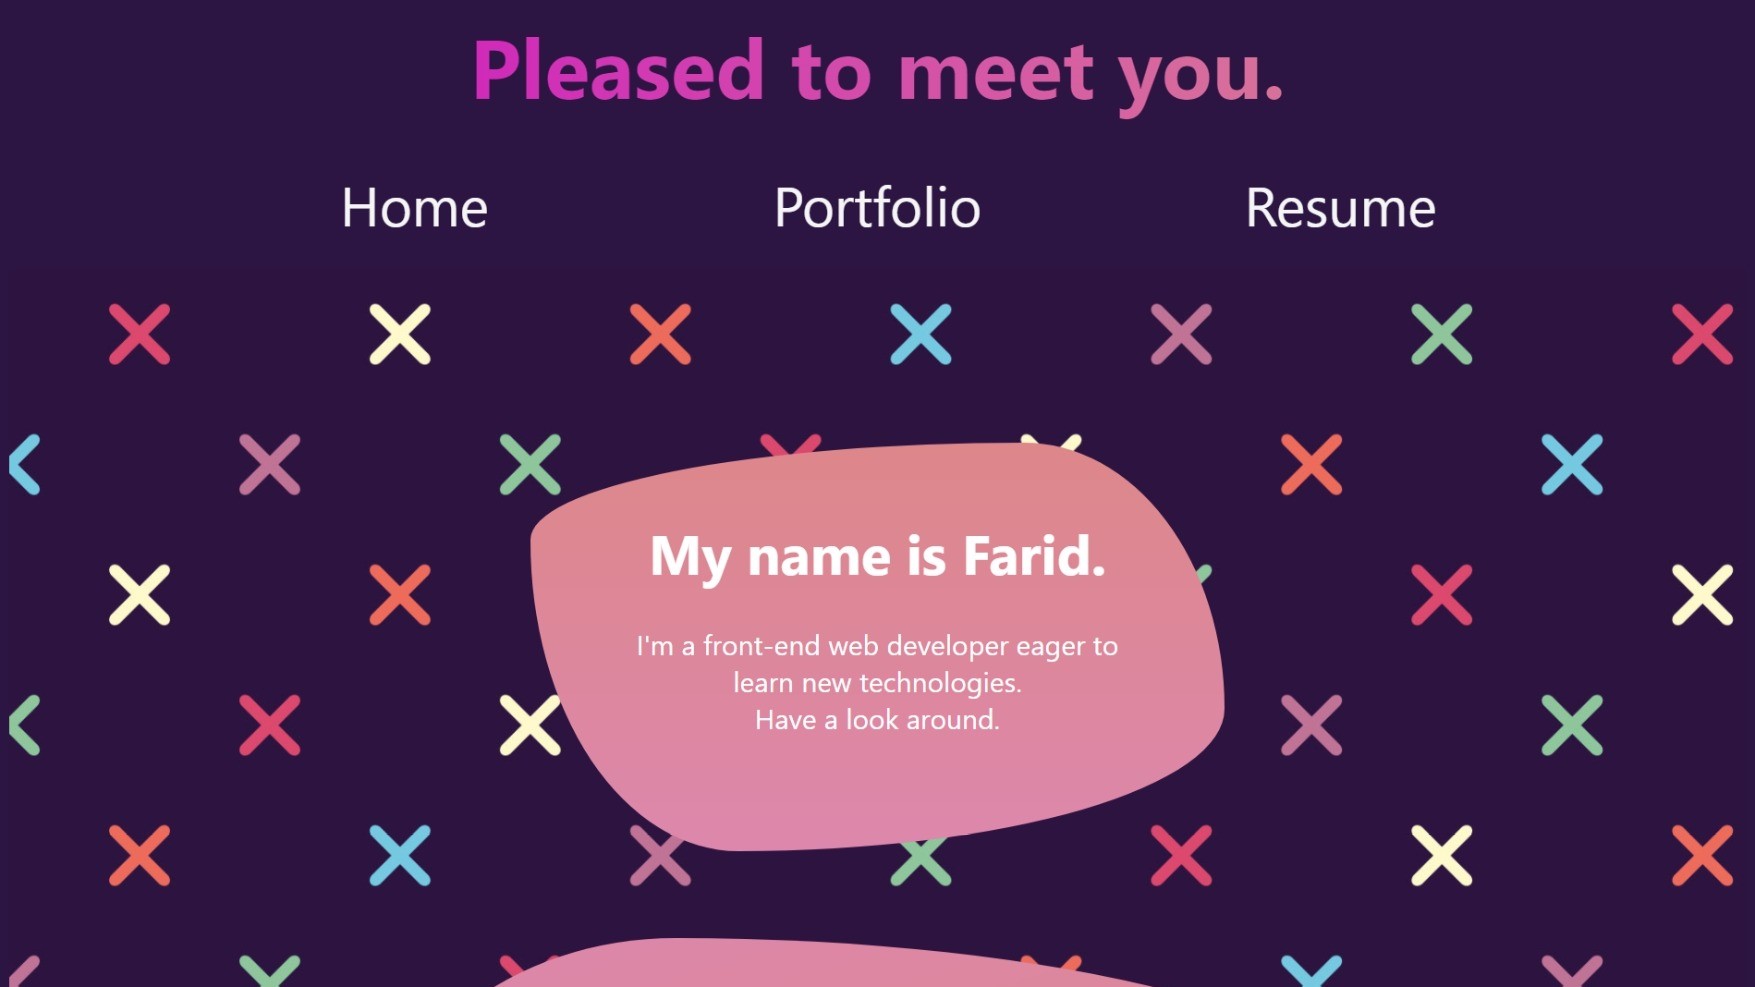 Pleased to meet you.
Home Portfolio Resume
My name is Farid.
I'm a front-end web developer eager to
learn new technologies.
Have a look around.